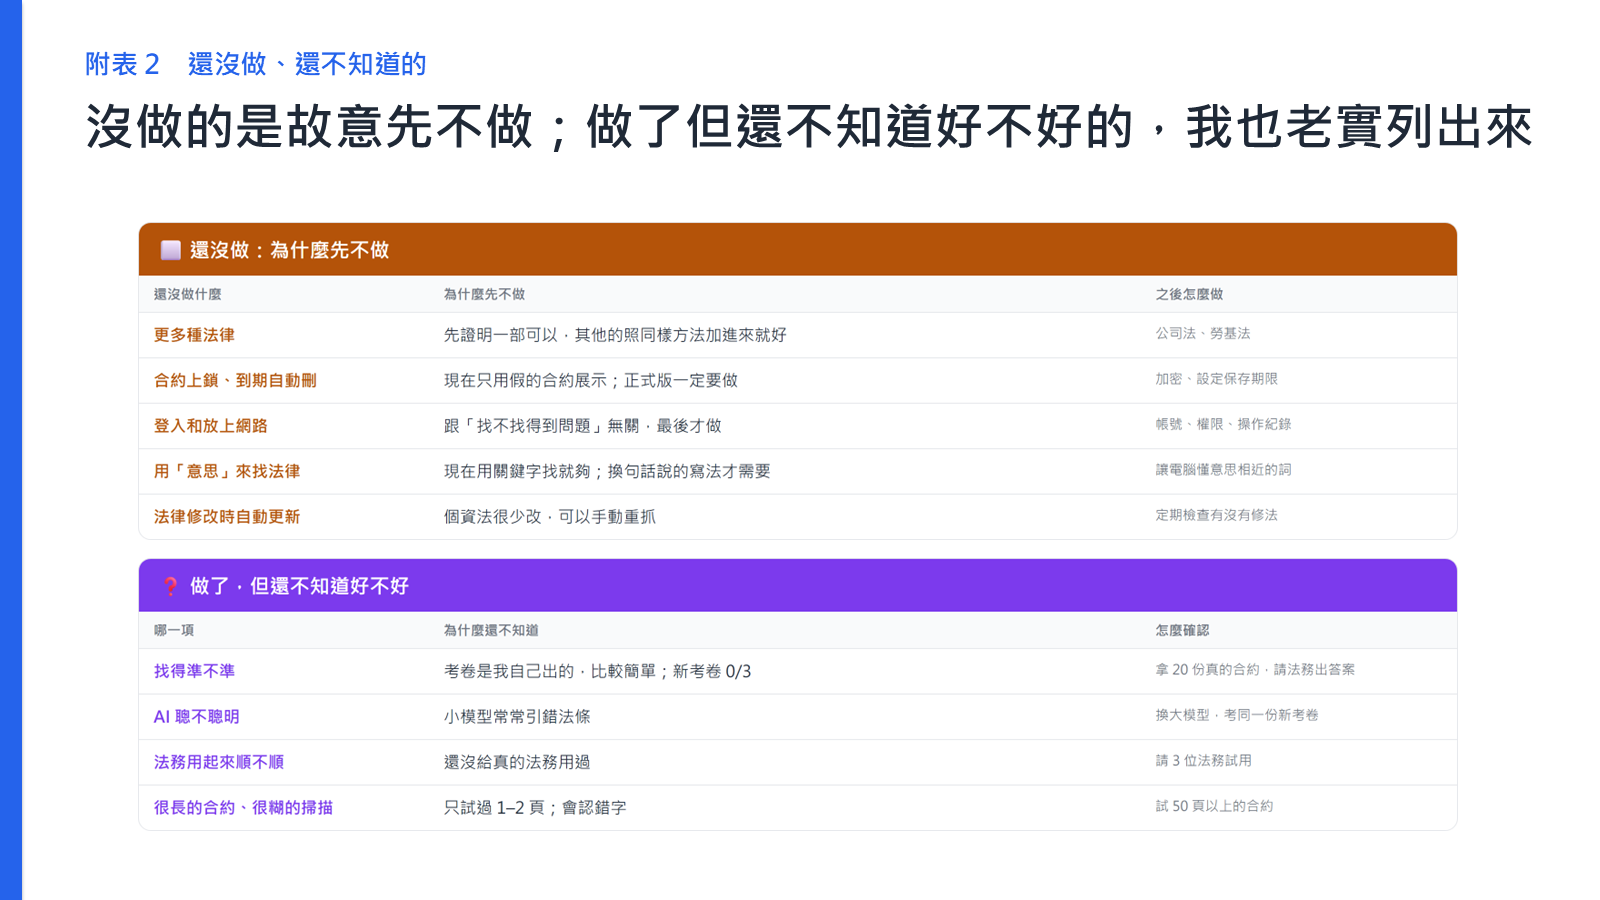 附表 2　還沒做、還不知道的
沒做的是故意先不做；做了但還不知道好不好的，我也老實列出來
還沒做：為什麼先不做
還沒做什麼　為什麼先不做　之後怎麼做
更多種法律　先證明一部可以，其他的照同樣方法加進來就好　公司法、勞基法
合約上鎖、到期自動刪　現在只用假的合約展示；正式版一定要做　加密、設定保存期限
登入和放上網路　跟「找不找得到問題」無關，最後才做　帳號、權限、操作紀錄
用「意思」來找法律　現在用關鍵字找就夠；換句話說的寫法才需要　讓電腦懂意思相近的詞
法律修改時自動更新　個資法很少改，可以手動重抓　定期檢查有沒有修法
❓ 做了，但還不知道好不好
哪一項　為什麼還不知道　怎麼確認
找得準不準　考卷是我自己出的，比較簡單；新考卷 0/3　拿 20 份真的合約，請法務出答案
AI 聰不聰明　小模型常常引錯法條　換大模型，考同一份新考卷
法務用起來順不順　還沒給真的法務用過　請 3 位法務試用
很長的合約、很糊的掃描　只試過 1–2 頁；會認錯字　試 50 頁以上的合約